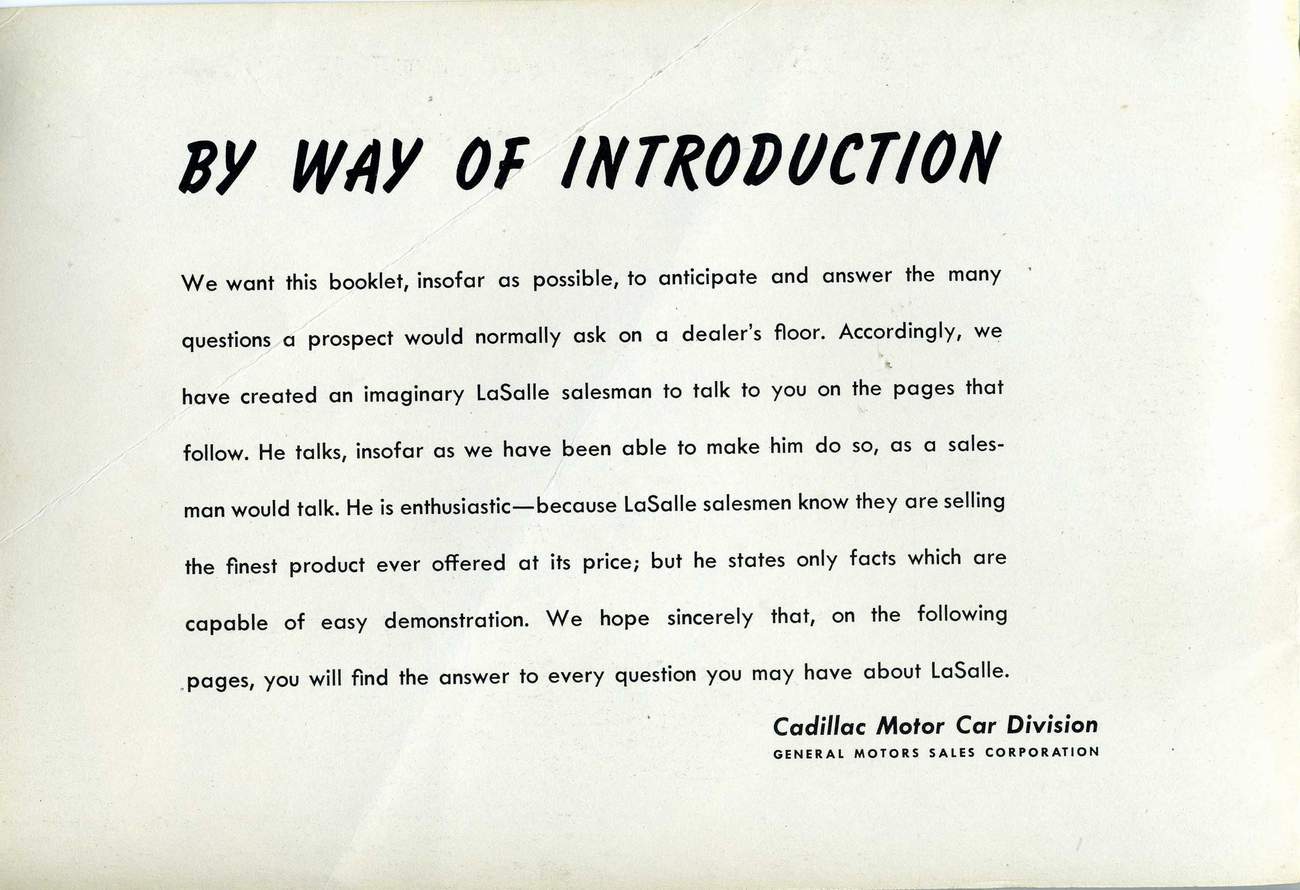 BY WAY OF INTRODUCTION
We want this booklet, insofar as possible, to anticipate and answer the many
questions a prospect would normally ask on a dealer's floor. Accordingly, we
have created an imaginary LaSalle salesman to talk to you on the pages that
follow. He talks, insofar as we have been able to make him do so, as a sales-
man would talk. He is enthusiastic—because LaSalle salesmen know they are selling
the finest product ever offered at its price; but he states only facts which are
capable of easy demonstration. We hope sincerely that, on the following
pages, you will find the answer to every question you may have about LaSalle.
Cadillac Motor Car Division
GENERAL MOTORS SALES CORPORATION